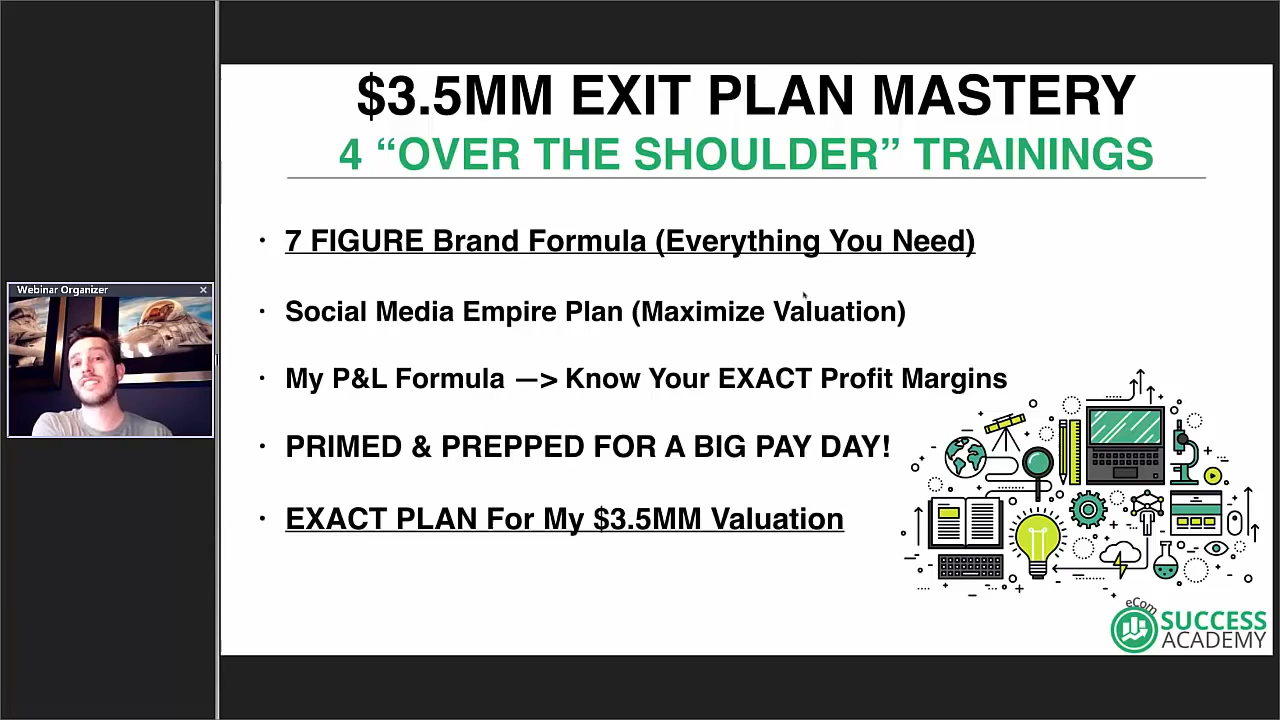 $3.5MM EXIT PLAN MASTERY
4 “OVER THE SHOULDER” TRAININGS
• 7 FIGURE Brand Formula (Everything You Need)
• Social Media Empire Plan (Maximize Valuation)
• My P&L Formula —> Know Your EXACT Profit Margins
• PRIMED & PREPPED FOR A BIG PAY DAY!
• EXACT PLAN For My $3.5MM Valuation
Webinar Organizer
eCom
SUCCESS
ACADEMY